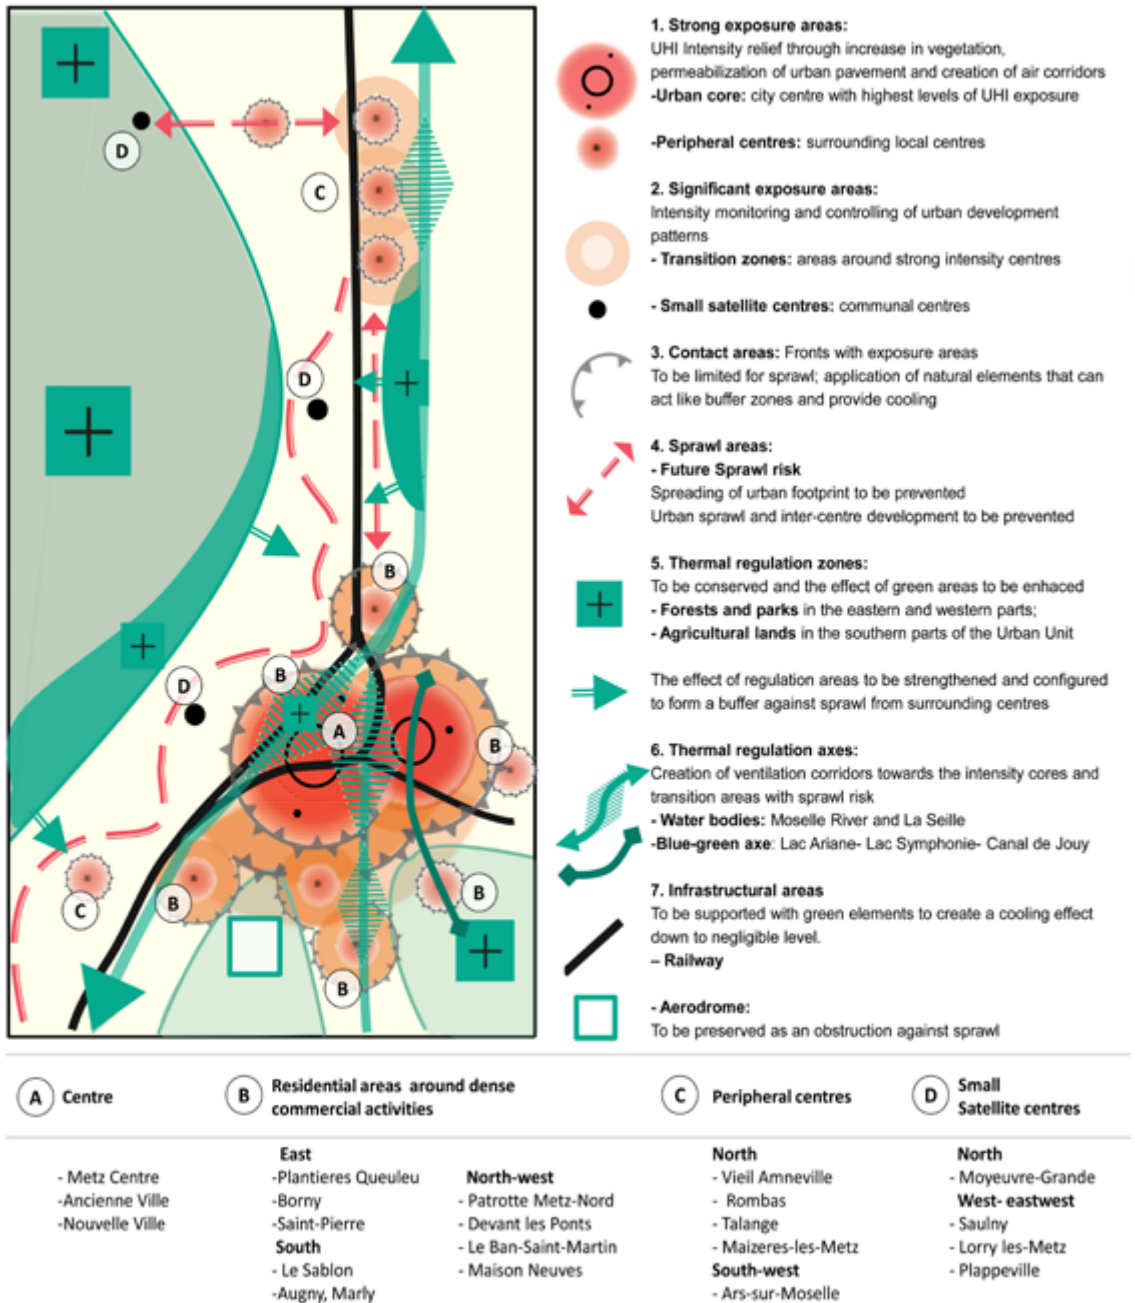 D
C
D
B
B
D
A
B
C
B
B
B
1. Strong exposure areas:
UHI Intensity relief through increase in vegetation,
permeabilization of urban pavement and creation of air corridors
-Urban core: city centre with highest levels of UHI exposure
-Peripheral centres: surrounding local centres
2. Significant exposure areas:
Intensity monitoring and controlling of urban development
patterns
- Transition zones: areas around strong intensity centres
- Small satellite centres: communal centres
3. Contact areas: Fronts with exposure areas
To be limited for sprawl; application of natural elements that can
act like buffer zones and provide cooling
4. Sprawl areas:
- Future Sprawl risk
Spreading of urban footprint to be prevented
Urban sprawl and inter-centre development to be prevented
5. Thermal regulation zones:
To be conserved and the effect of green areas to be enhaced
- Forests and parks in the eastern and western parts;
- Agricultural lands in the southern parts of the Urban Unit
The effect of regulation areas to be strengthened and configured
to form a buffer against sprawl from surrounding centres
6. Thermal regulation axes:
Creation of ventilation corridors towards the intensity cores and
transition areas with sprawl risk
- Water bodies: Moselle River and La Seille
-Blue-green axe: Lac Ariane- Lac Symphonie- Canal de Jouy
7. Infrastructural areas
To be supported with green elements to create a cooling effect
down to negligible level.
– Railway
- Aerodrome:
To be preserved as an obstruction against sprawl
A Centre
B Residential areas around dense
commercial activities
C Peripheral centres
D Small
Satellite centres
- Metz Centre
-Ancienne Ville
-Nouvelle Ville
East
-Plantieres Queuleu
-Borny
-Saint-Pierre
South
- Le Sablon
-Augny, Marly
North-west
- Patrotte Metz-Nord
- Devant les Ponts
- Le Ban-Saint-Martin
- Maison Neuves
North
- Vieil Amneville
- Rombas
- Talange
- Maizeres-les-Metz
South-west
- Ars-sur-Moselle
North
- Moyeuvre-Grande
West- eastwest
- Saulny
- Lorry les-Metz
- Plappeville